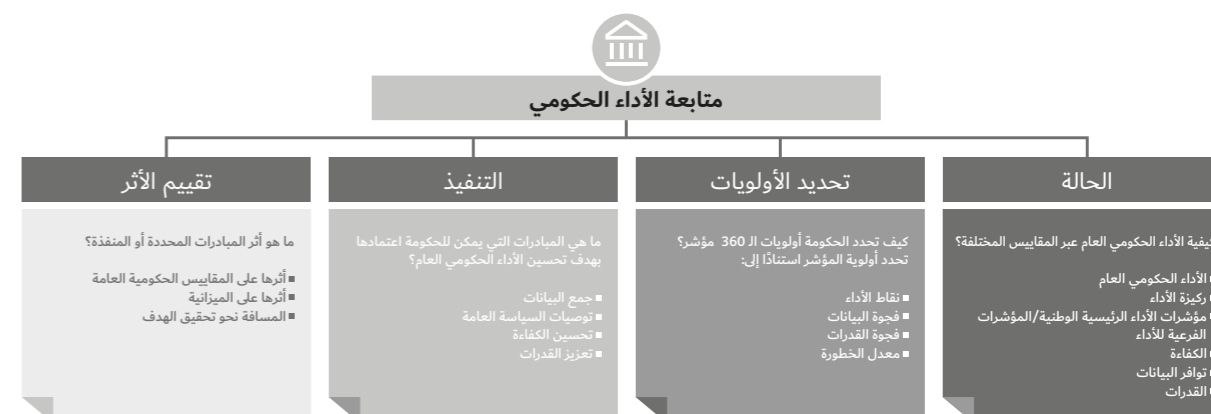 متابعة الأداء الحكومي
الحالة
كيفية الأداء الحكومي العام عبر المقاييس المختلفة؟
الأداء الحكومي العام
ركيزة الأداء
مؤشرات الأداء الرئيسية الوطنية/المؤشرات
الفرعية للأداء
الكفاءة
توافر البيانات
القدرات
تحديد الأولويات
كيف تحدد الحكومة أولويات الـ 360 مؤشر؟
تحدد أولوية المؤشر استنادًا إلى:
نقاط الأداء
فجوة البيانات
فجوة القدرات
معدل الخطورة
التنفيذ
ما هي المبادرات التي يمكن للحكومة اعتمادها
بهدف تحسين الأداء الحكومي العام؟
جمع البيانات
توصيات السياسة العامة
تحسين الكفاءة
تعزيز القدرات
تقييم الأثر
ما هو أثر المبادرات المحددة أو المنفذة؟
أثرها على المقاييس الحكومية العامة
أثرها على الميزانية
المسافة نحو تحقيق الهدف